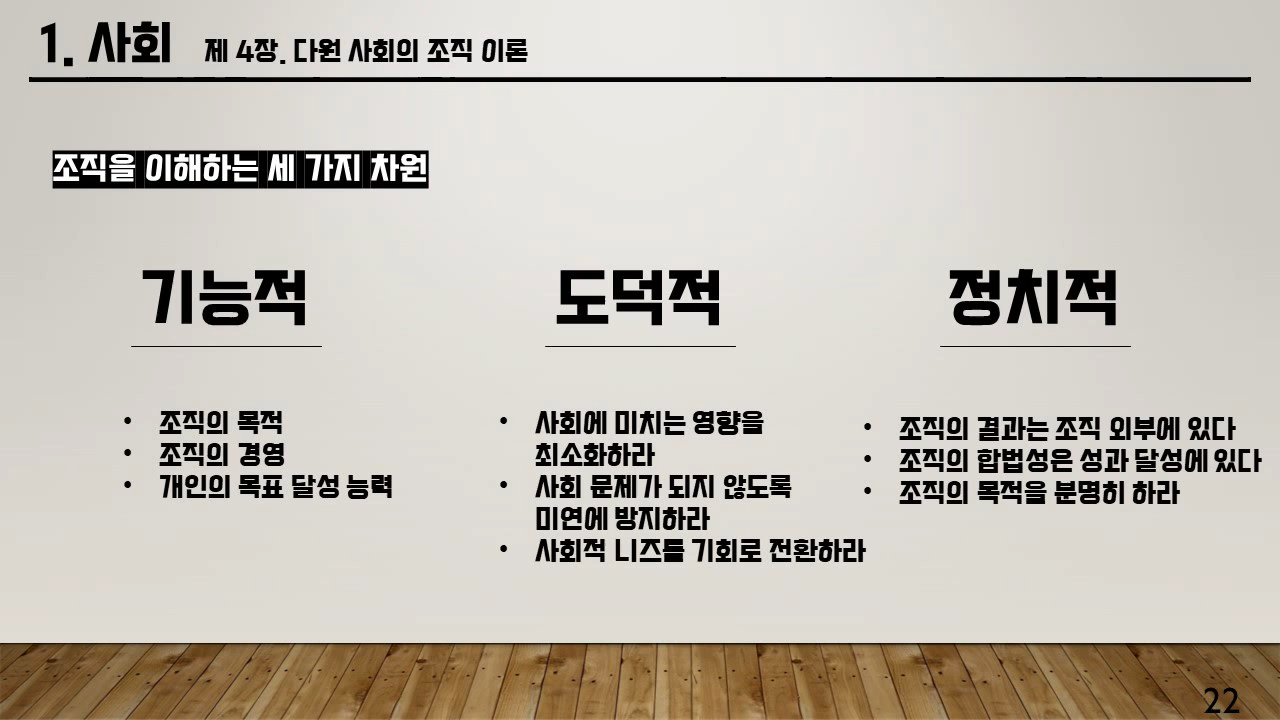 1. 사회 제 4장. 다원 사회의 조직 이론
조직을 이해하는 세 가지 차원
기능적
• 조직의 목적
• 조직의 경영
• 개인의 목표 달성 능력
도덕적
• 사회에 미치는 영향을
최소화하라
• 사회 문제가 되지 않도록
미연에 방지하라
• 사회적 니즈를 기회로 전환하라
정치적
• 조직의 결과는 조직 외부에 있다
• 조직의 합법성은 성과 달성에 있다
• 조직의 목적을 분명히 하라
22